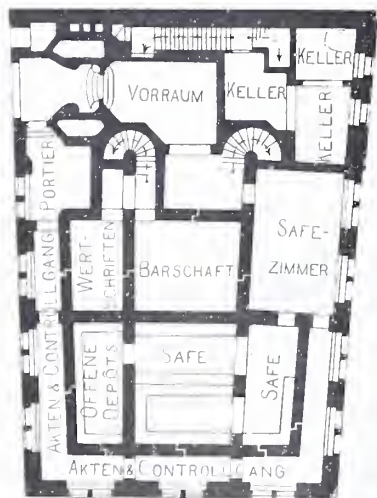 KELLER
VORRAUM
KELLER
KELLER
PORTIER
SAFE-
ZIMMER
WERT-
SCHRIFTEN
BARSCHAFT
AKTEN & CONTROLLGANG
OFFENE
DEPÔTS
SAFE
SAFE
AKTEN & CONTROLLGANG